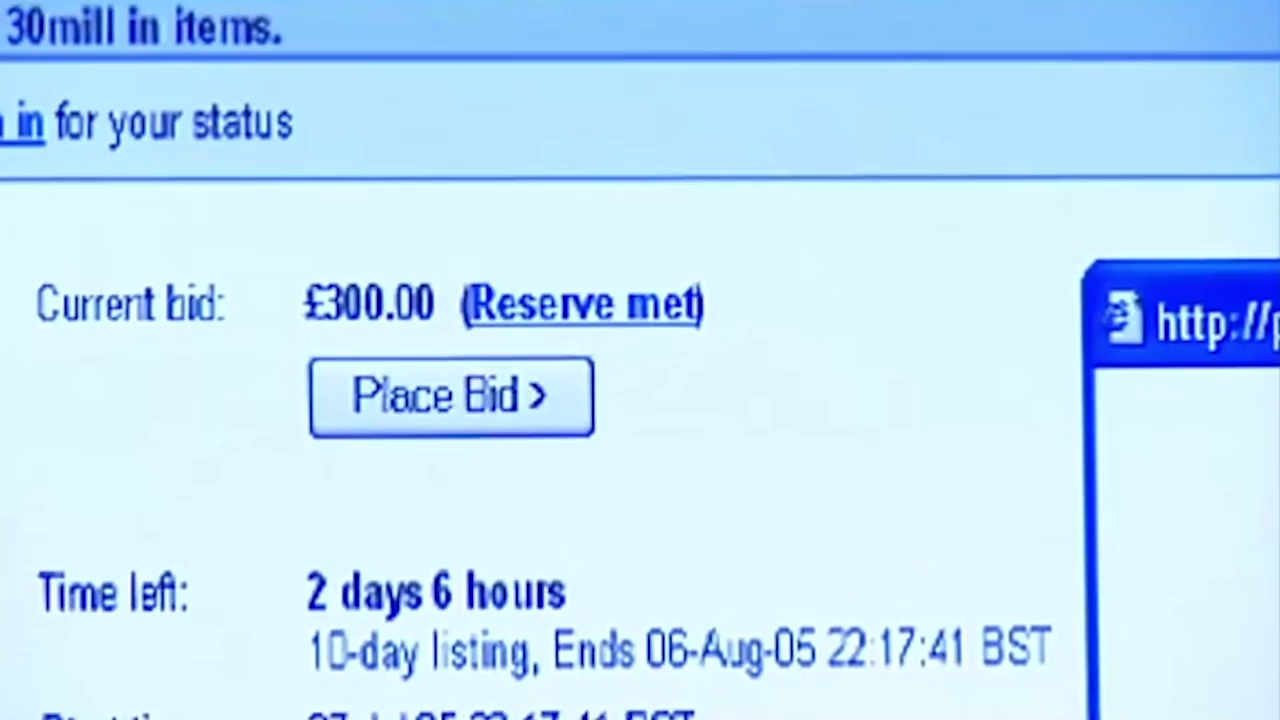 30mill in items.
in for your status
Current bid: £300.00 (Reserve met)
http://
Place Bid >
Time left: 2 days 6 hours
10-day listing, Ends 06-Aug-05 22:17:41 BST